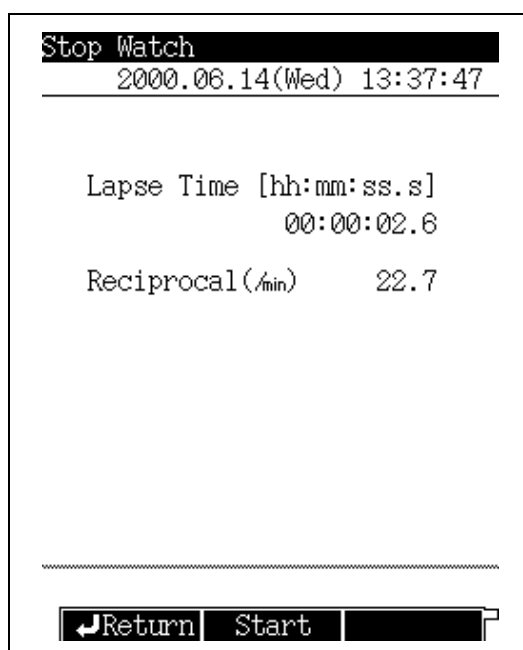 Stop Watch
2000.06.14(Wed) 13:37:47
Lapse Time [hh:mm:ss.s]
00:00:02.6
Reciprocal(/min) 22.7
↵Return Start